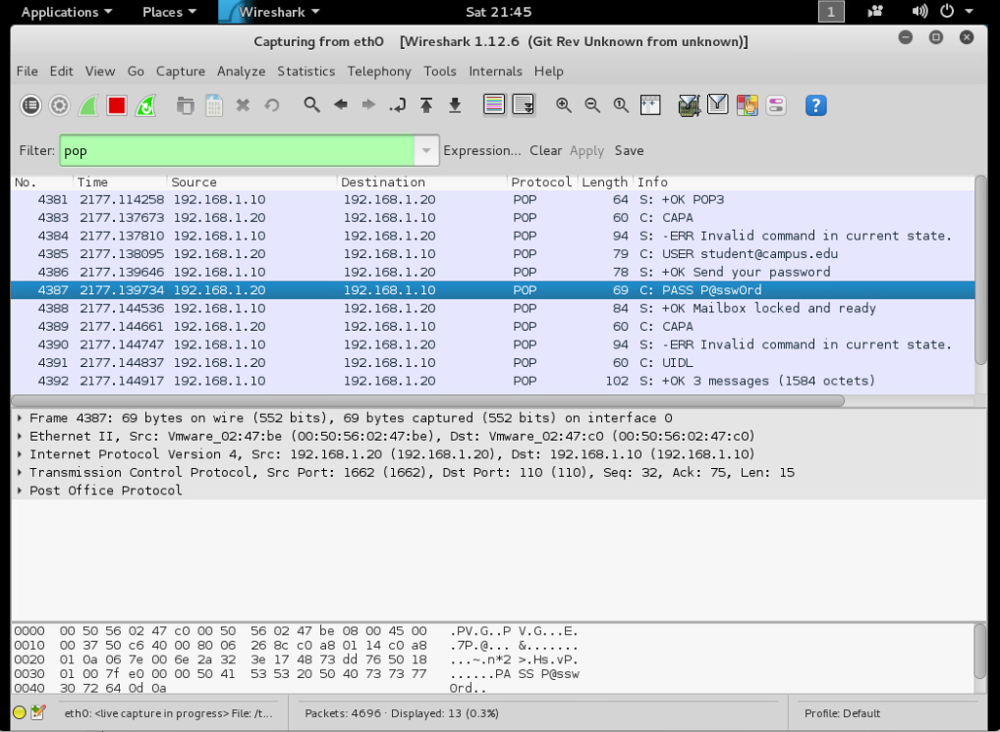 Applications Places Wireshark Sat 21:45 1
Capturing from eth0 [Wireshark 1.12.6 (Git Rev Unknown from unknown)]
File Edit View Go Capture Analyze Statistics Telephony Tools Internals Help
Filter: pop Expression... Clear Apply Save
No. Time Source Destination Protocol Length Info
4381 2177.114258 192.168.1.10 192.168.1.20 POP 64 S: +OK POP3
4383 2177.137673 192.168.1.20 192.168.1.10 POP 60 C: CAPA
4384 2177.137810 192.168.1.10 192.168.1.20 POP 94 S: -ERR Invalid command in current state.
4385 2177.138095 192.168.1.20 192.168.1.10 POP 79 C: USER student@campus.edu
4386 2177.139646 192.168.1.10 192.168.1.20 POP 78 S: +OK Send your password
4387 2177.139734 192.168.1.20 192.168.1.10 POP 69 C: PASS P@ssw0rd
4388 2177.144536 192.168.1.10 192.168.1.20 POP 84 S: +OK Mailbox locked and ready
4389 2177.144661 192.168.1.20 192.168.1.10 POP 60 C: CAPA
4390 2177.144747 192.168.1.10 192.168.1.20 POP 94 S: -ERR Invalid command in current state.
4391 2177.144837 192.168.1.20 192.168.1.10 POP 60 C: UIDL
4392 2177.144917 192.168.1.10 192.168.1.20 POP 102 S: +OK 3 messages (1584 octets)
Frame 4387: 69 bytes on wire (552 bits), 69 bytes captured (552 bits) on interface 0
Ethernet II, Src: Vmware_02:47:be (00:50:56:02:47:be), Dst: Vmware_02:47:c0 (00:50:56:02:47:c0)
Internet Protocol Version 4, Src: 192.168.1.20 (192.168.1.20), Dst: 192.168.1.10 (192.168.1.10)
Transmission Control Protocol, Src Port: 1662 (1662), Dst Port: 110 (110), Seq: 32, Ack: 75, Len: 15
Post Office Protocol
0000 00 50 56 02 47 c0 00 50 56 02 47 be 08 00 45 00 .PV.G..P V.G...E.
0010 00 37 50 c6 40 00 80 06 26 8c c0 a8 01 14 c0 a8 .7P.@... &.......
0020 01 0a 06 7e 00 6e 2a 32 3e 17 48 73 dd 76 50 18 ...~.n*2 >.Hs.vP.
0030 01 00 7f e0 00 00 50 41 53 53 20 50 40 73 73 77 ......PA SS P@ssw
0040 30 72 64 0d 0a 0rd..
eth0: <live capture in progress> File: /t... Packets: 4696 · Displayed: 13 (0.3%) Profile: Default